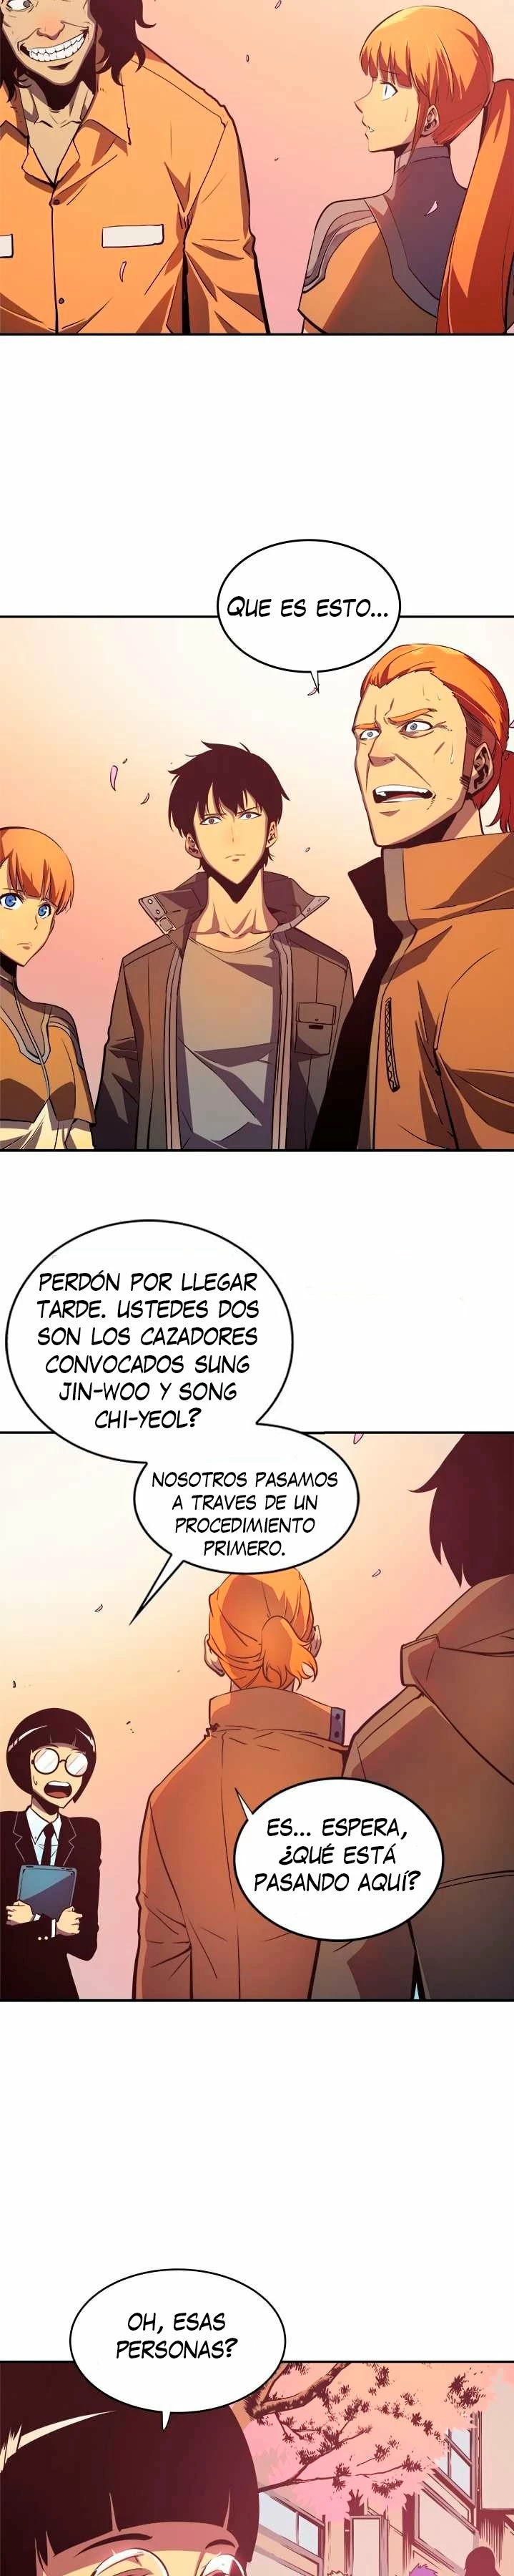 QUE ES ESTO...
PERDÓN POR LLEGAR
TARDE. USTEDES DOS
SON LOS CAZADORES
CONVOCADOS SUNG
JIN-WOO Y SONG
CHI-YEOL?
NOSOTROS PASAMOS
A TRAVES DE UN
PROCEDIMIENTO
PRIMERO.
ES... ESPERA,
¿QUÉ ESTÁ
PASANDO AQUÍ?
OH, ESAS
PERSONAS?